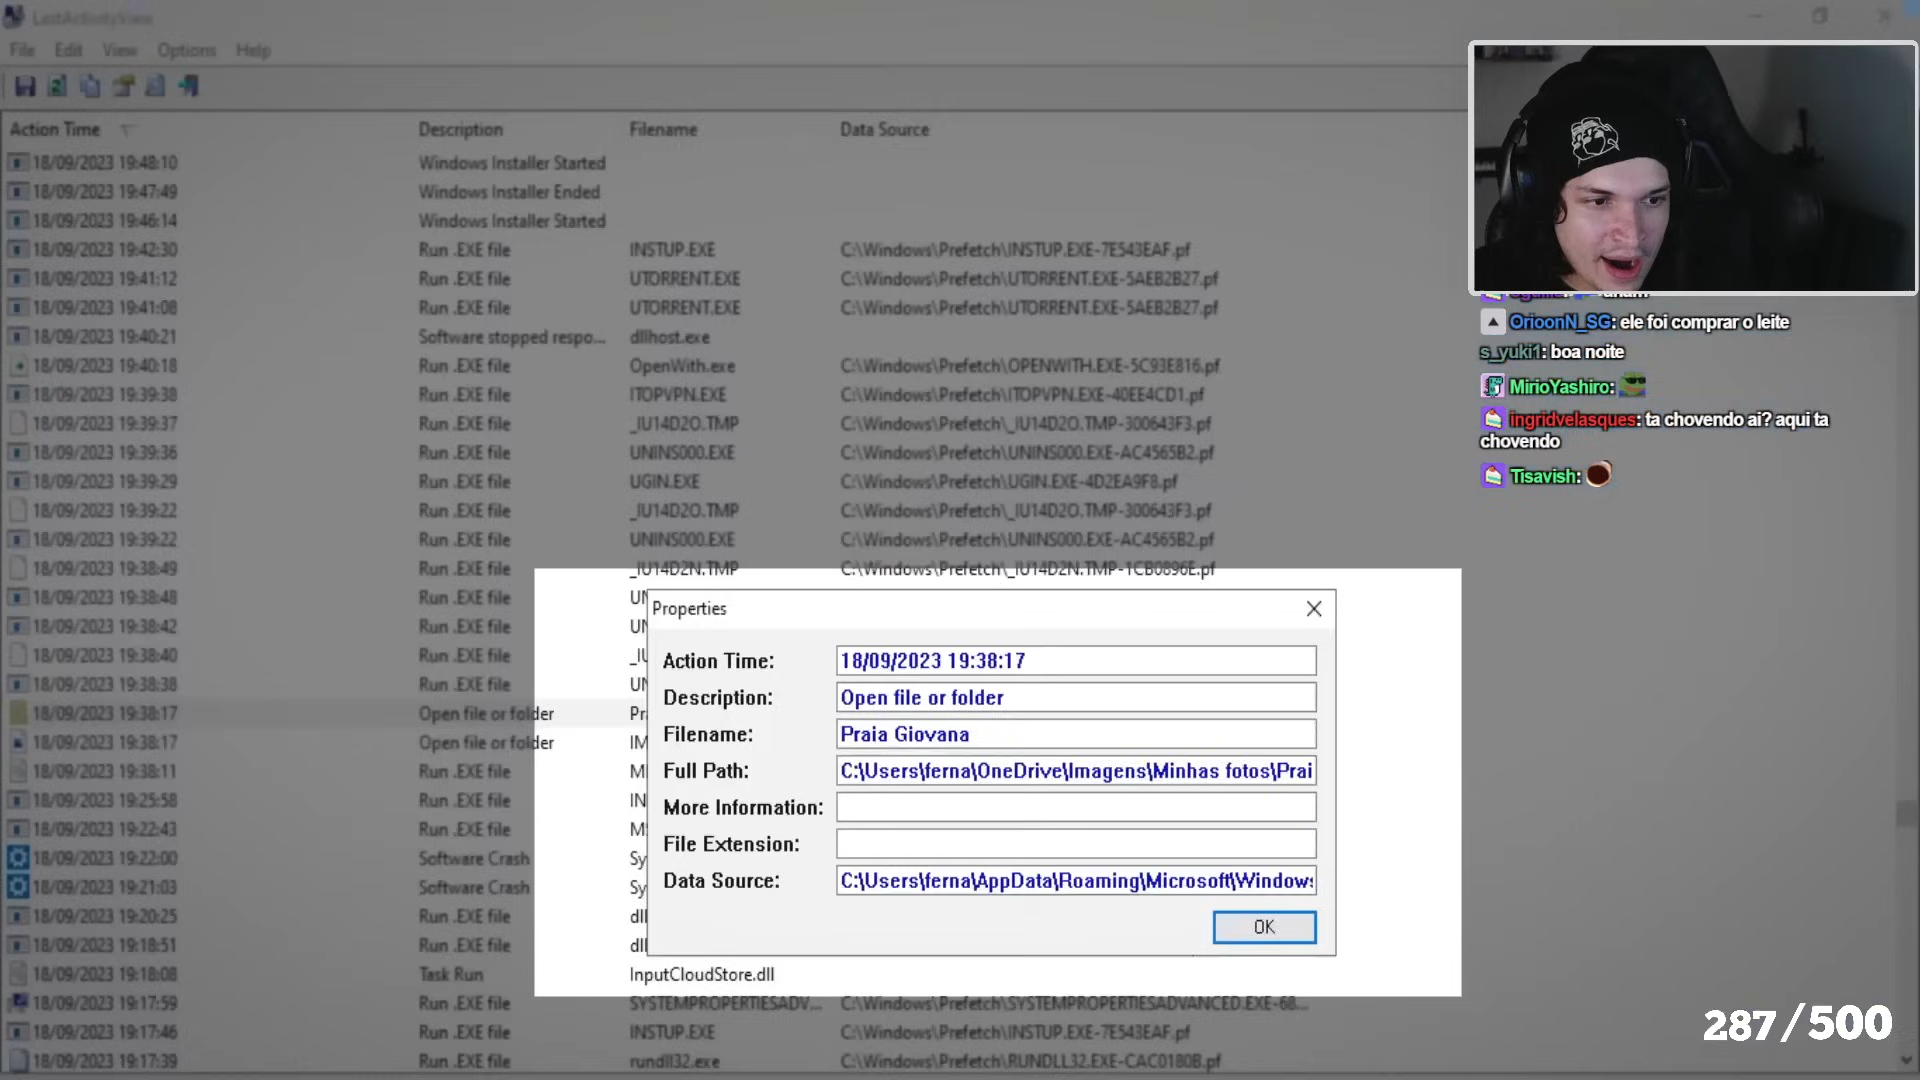 LastActivityView
File Edit View Options Help
Action Time Description Filename Data Source
18/09/2023 19:48:10 Windows Installer Started
18/09/2023 19:47:49 Windows Installer Ended
18/09/2023 19:46:14 Windows Installer Started
18/09/2023 19:42:30 Run .EXE file INSTUP.EXE C:\Windows\Prefetch\INSTUP.EXE-7E543EAF.pf
18/09/2023 19:41:12 Run .EXE file UTORRENT.EXE C:\Windows\Prefetch\UTORRENT.EXE-5AEB2B27.pf
18/09/2023 19:41:08 Run .EXE file UTORRENT.EXE C:\Windows\Prefetch\UTORRENT.EXE-5AEB2B27.pf
18/09/2023 19:40:21 Software stopped respo... dllhost.exe
18/09/2023 19:40:18 Run .EXE file OpenWith.exe C:\Windows\Prefetch\OPENWITH.EXE-5C93E816.pf
18/09/2023 19:39:38 Run .EXE file ITOPVPN.EXE C:\Windows\Prefetch\ITOPVPN.EXE-40EE4CD1.pf
18/09/2023 19:39:37 Run .EXE file _IU14D2O.TMP C:\Windows\Prefetch\_IU14D2O.TMP-300643F3.pf
18/09/2023 19:39:36 Run .EXE file UNINS000.EXE C:\Windows\Prefetch\UNINS000.EXE-AC4565B2.pf
18/09/2023 19:39:29 Run .EXE file UGIN.EXE C:\Windows\Prefetch\UGIN.EXE-4D2EA9F8.pf
18/09/2023 19:39:22 Run .EXE file _IU14D2O.TMP C:\Windows\Prefetch\_IU14D2O.TMP-300643F3.pf
18/09/2023 19:39:22 Run .EXE file UNINS000.EXE C:\Windows\Prefetch\UNINS000.EXE-AC4565B2.pf
18/09/2023 19:38:49 Run .EXE file _IU14D2N.TMP C:\Windows\Prefetch\_IU14D2N.TMP-1CB0896E.pf
18/09/2023 19:38:48 Run .EXE file UN
18/09/2023 19:38:42 Run .EXE file UN
18/09/2023 19:38:40 Run .EXE file _IU
18/09/2023 19:38:38 Run .EXE file UN
18/09/2023 19:38:17 Open file or folder Pra
18/09/2023 19:38:17 Open file or folder IM
18/09/2023 19:38:11 Run .EXE file
18/09/2023 19:25:58 Run .EXE file IN
18/09/2023 19:22:43 Run .EXE file
18/09/2023 19:22:00 Software Crash Sy
18/09/2023 19:21:03 Software Crash Sy
18/09/2023 19:20:25 Run .EXE file dll
18/09/2023 19:18:51 Run .EXE file dll
18/09/2023 19:18:08 Task Run InputCloudStore.dll
18/09/2023 19:17:59 Run .EXE file SYSTEMPROPERTIESADV... C:\Windows\Prefetch\SYSTEMPROPERTIESADVANCED.EXE-68...
18/09/2023 19:17:46 Run .EXE file INSTUP.EXE C:\Windows\Prefetch\INSTUP.EXE-7E543EAF.pf
18/09/2023 19:17:39 Run .EXE file rundll32.exe C:\Windows\Prefetch\RUNDLL32.EXE-CAC0180B.pf
Properties
Action Time: 18/09/2023 19:38:17
Description: Open file or folder
Filename: Praia Giovana
Full Path: C:\Users\ferna\OneDrive\Imagens\Minhas fotos\Prai
More Information:
File Extension:
Data Source: C:\Users\ferna\AppData\Roaming\Microsoft\Windows
OK
OrioonN_SG: ele foi comprar o leite
s_yuki1: boa noite
MirioYashiro:
ingridvelasques: ta chovendo ai? aqui ta
chovendo
Tisavish:
287/500